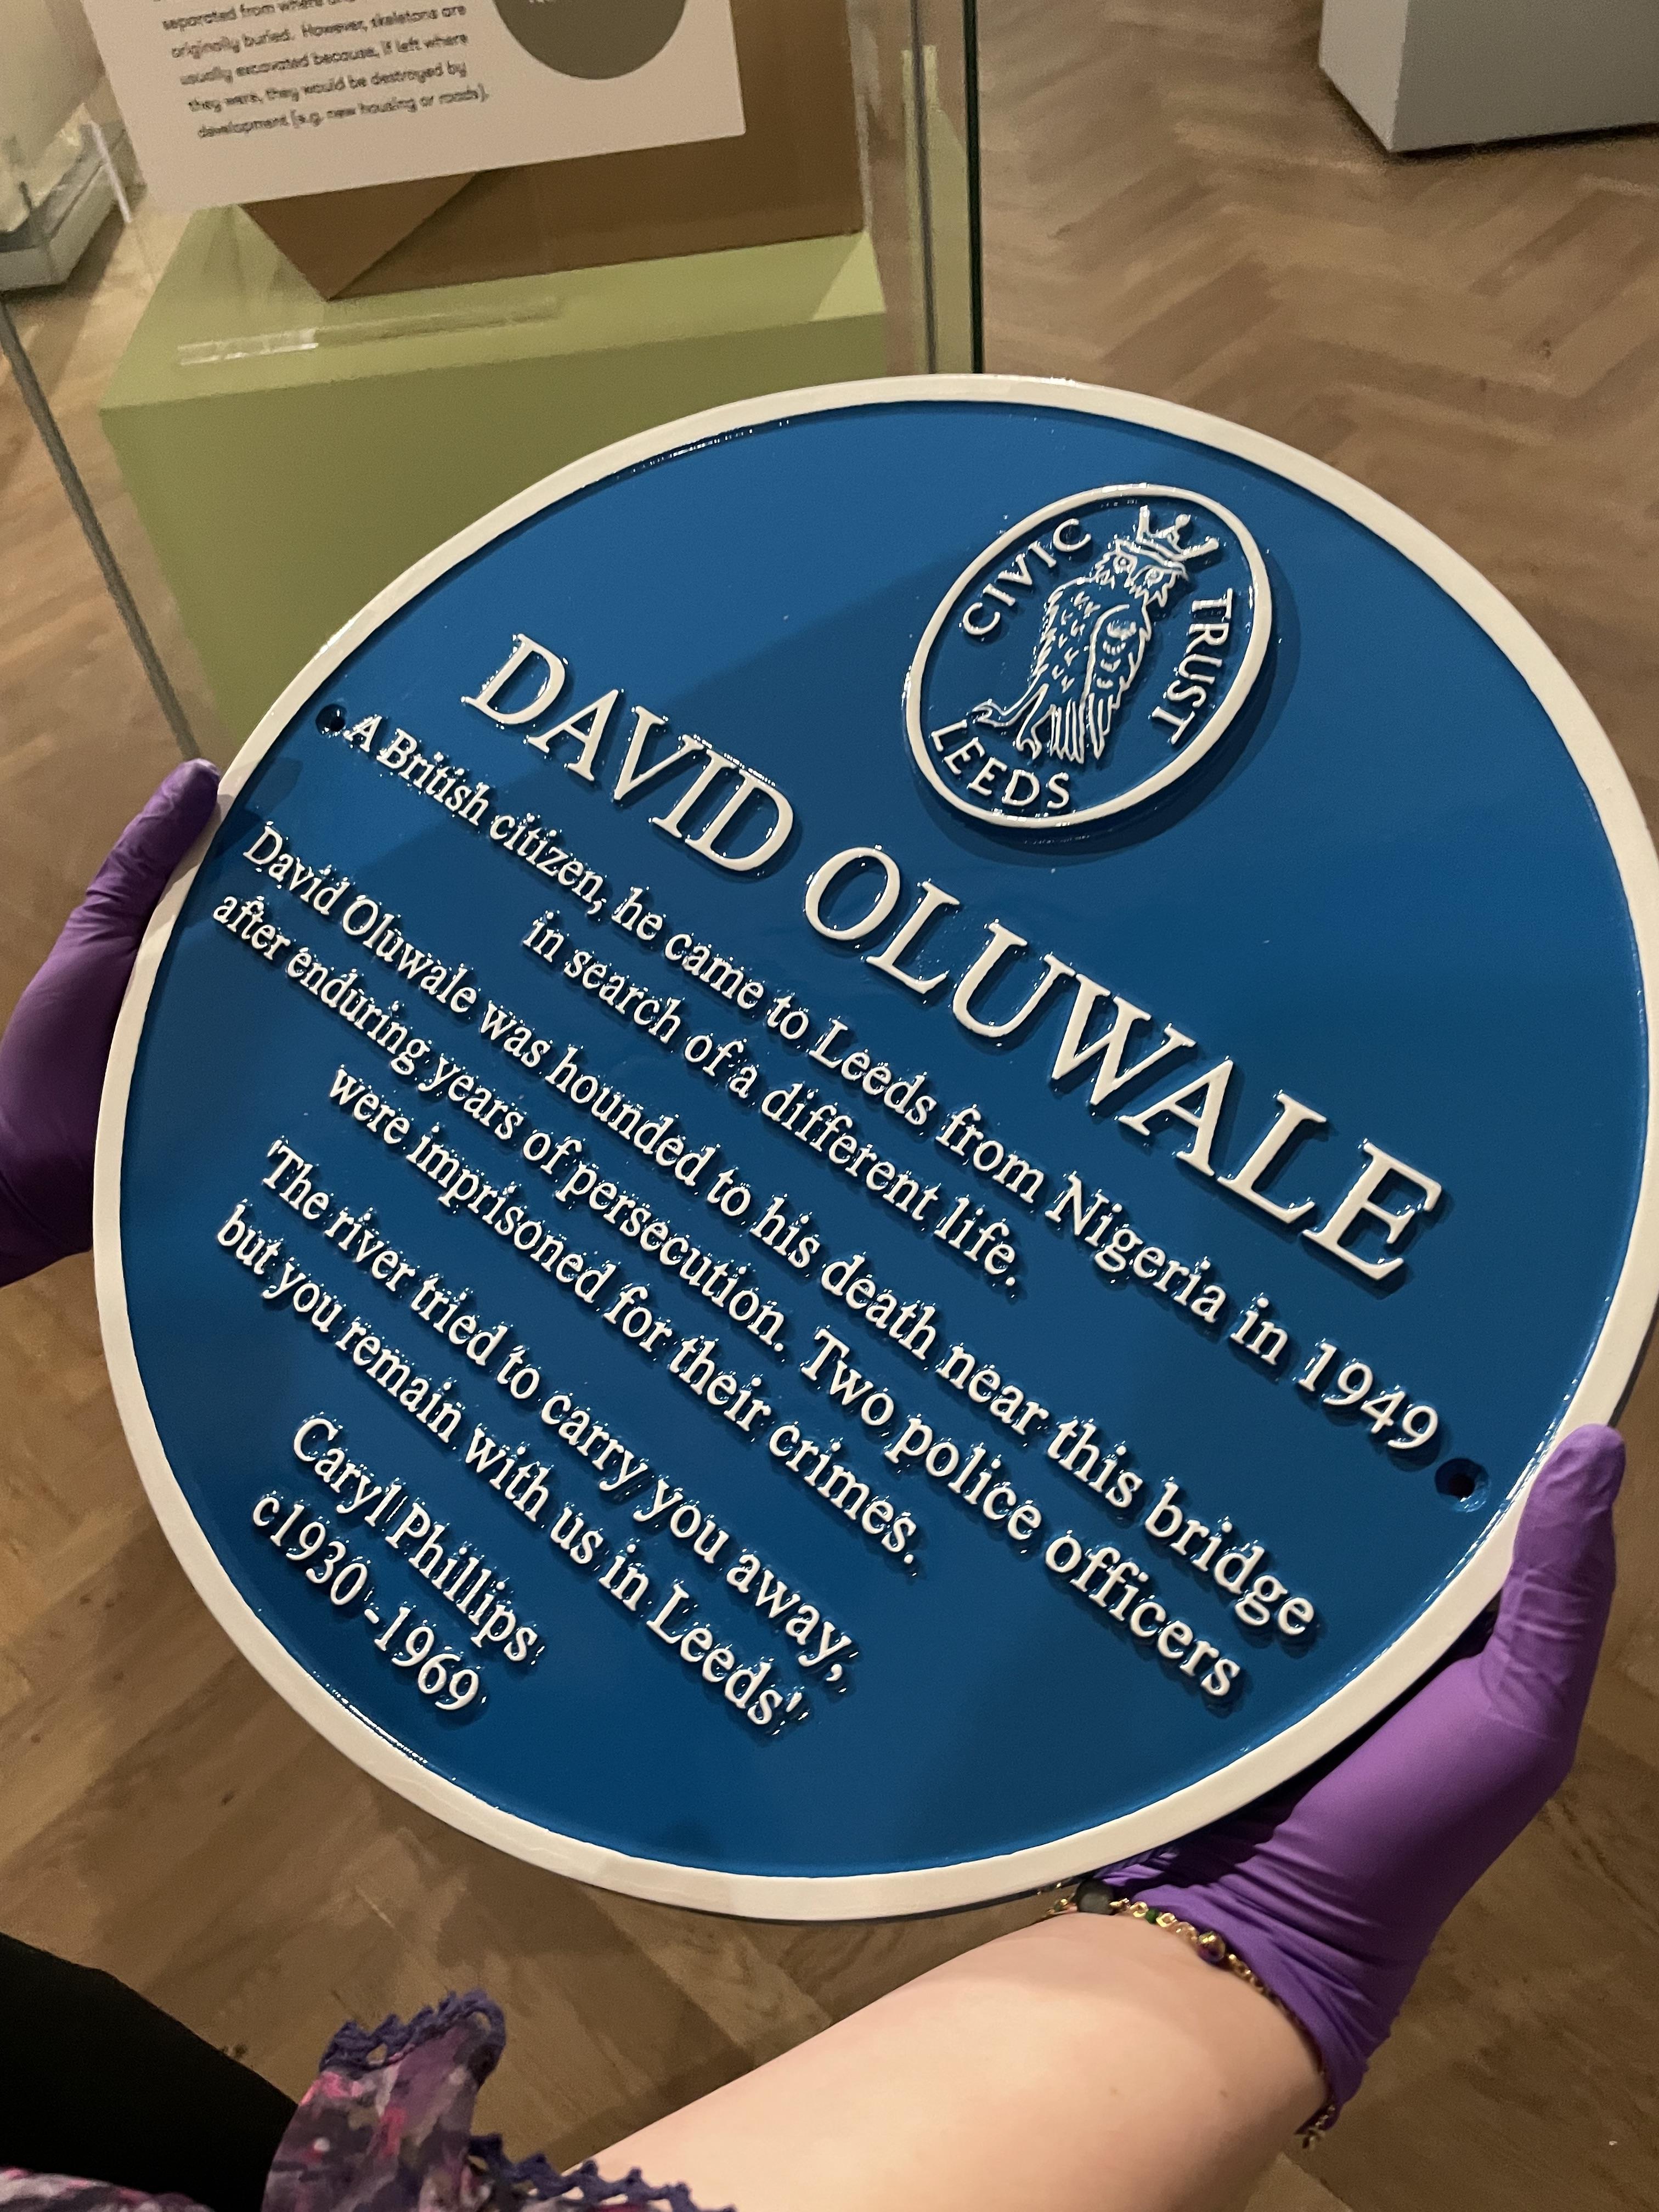 separated from where
originally buried. However, skeletons are
usually excavated because, if left where
they were, they would be destroyed by
development (e.g. new housing or roads).
CIVIC TRUST
LEEDS
DAVID OLUWALE
A British citizen, he came to Leeds from Nigeria in 1949
in search of a different life.
David Oluwale was hounded to his death near this bridge
after enduring years of persecution. Two police officers
were imprisoned for their crimes.
'The river tried to carry you away,
but you remain with us in Leeds'
Caryl Phillips
c1930-1969